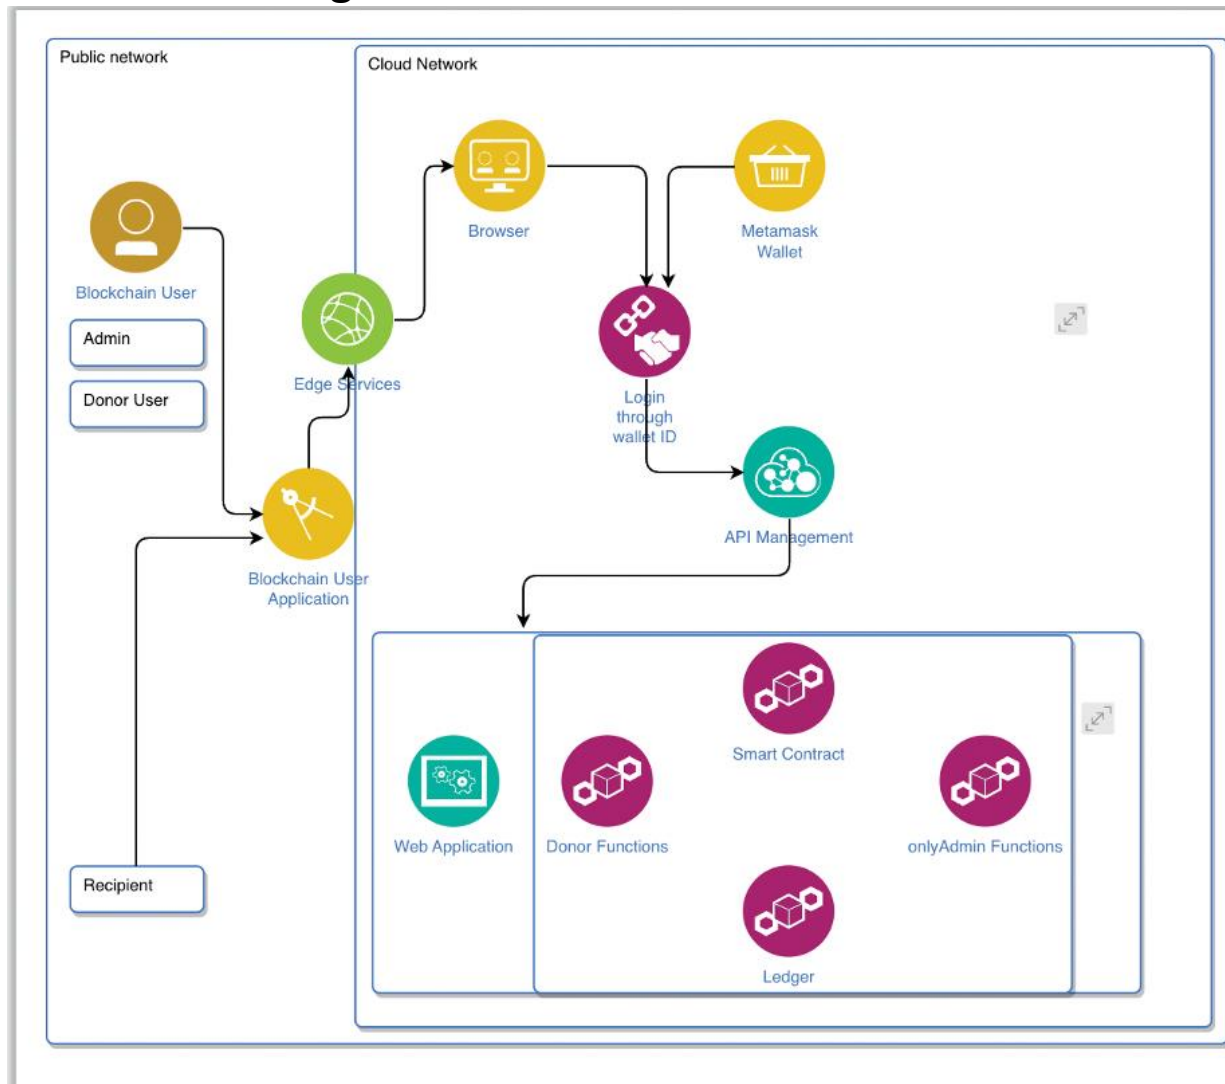 Public network
Cloud Network
Browser
Metamask
Wallet
Blockchain User
Admin
Donor User
Edge Services
Login
through
wallet ID
API Management
Blockchain User
Application
Smart Contract
Web Application
Donor Functions
onlyAdmin Functions
Recipient
Ledger